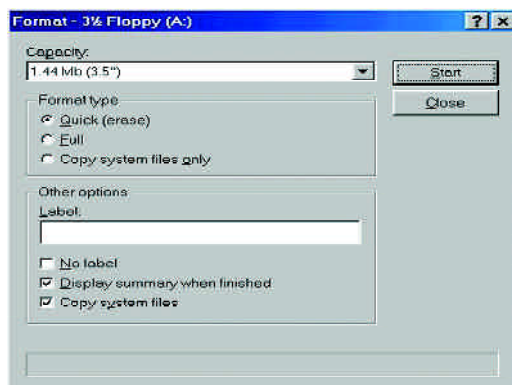 Format - 3½ Floppy (A:)
Capacity:
1.44 Mb (3.5")
Start
Close
Format type
Quick (erase)
Full
Copy system files only
Other options
Label:
No label
Display summary when finished
Copy system files